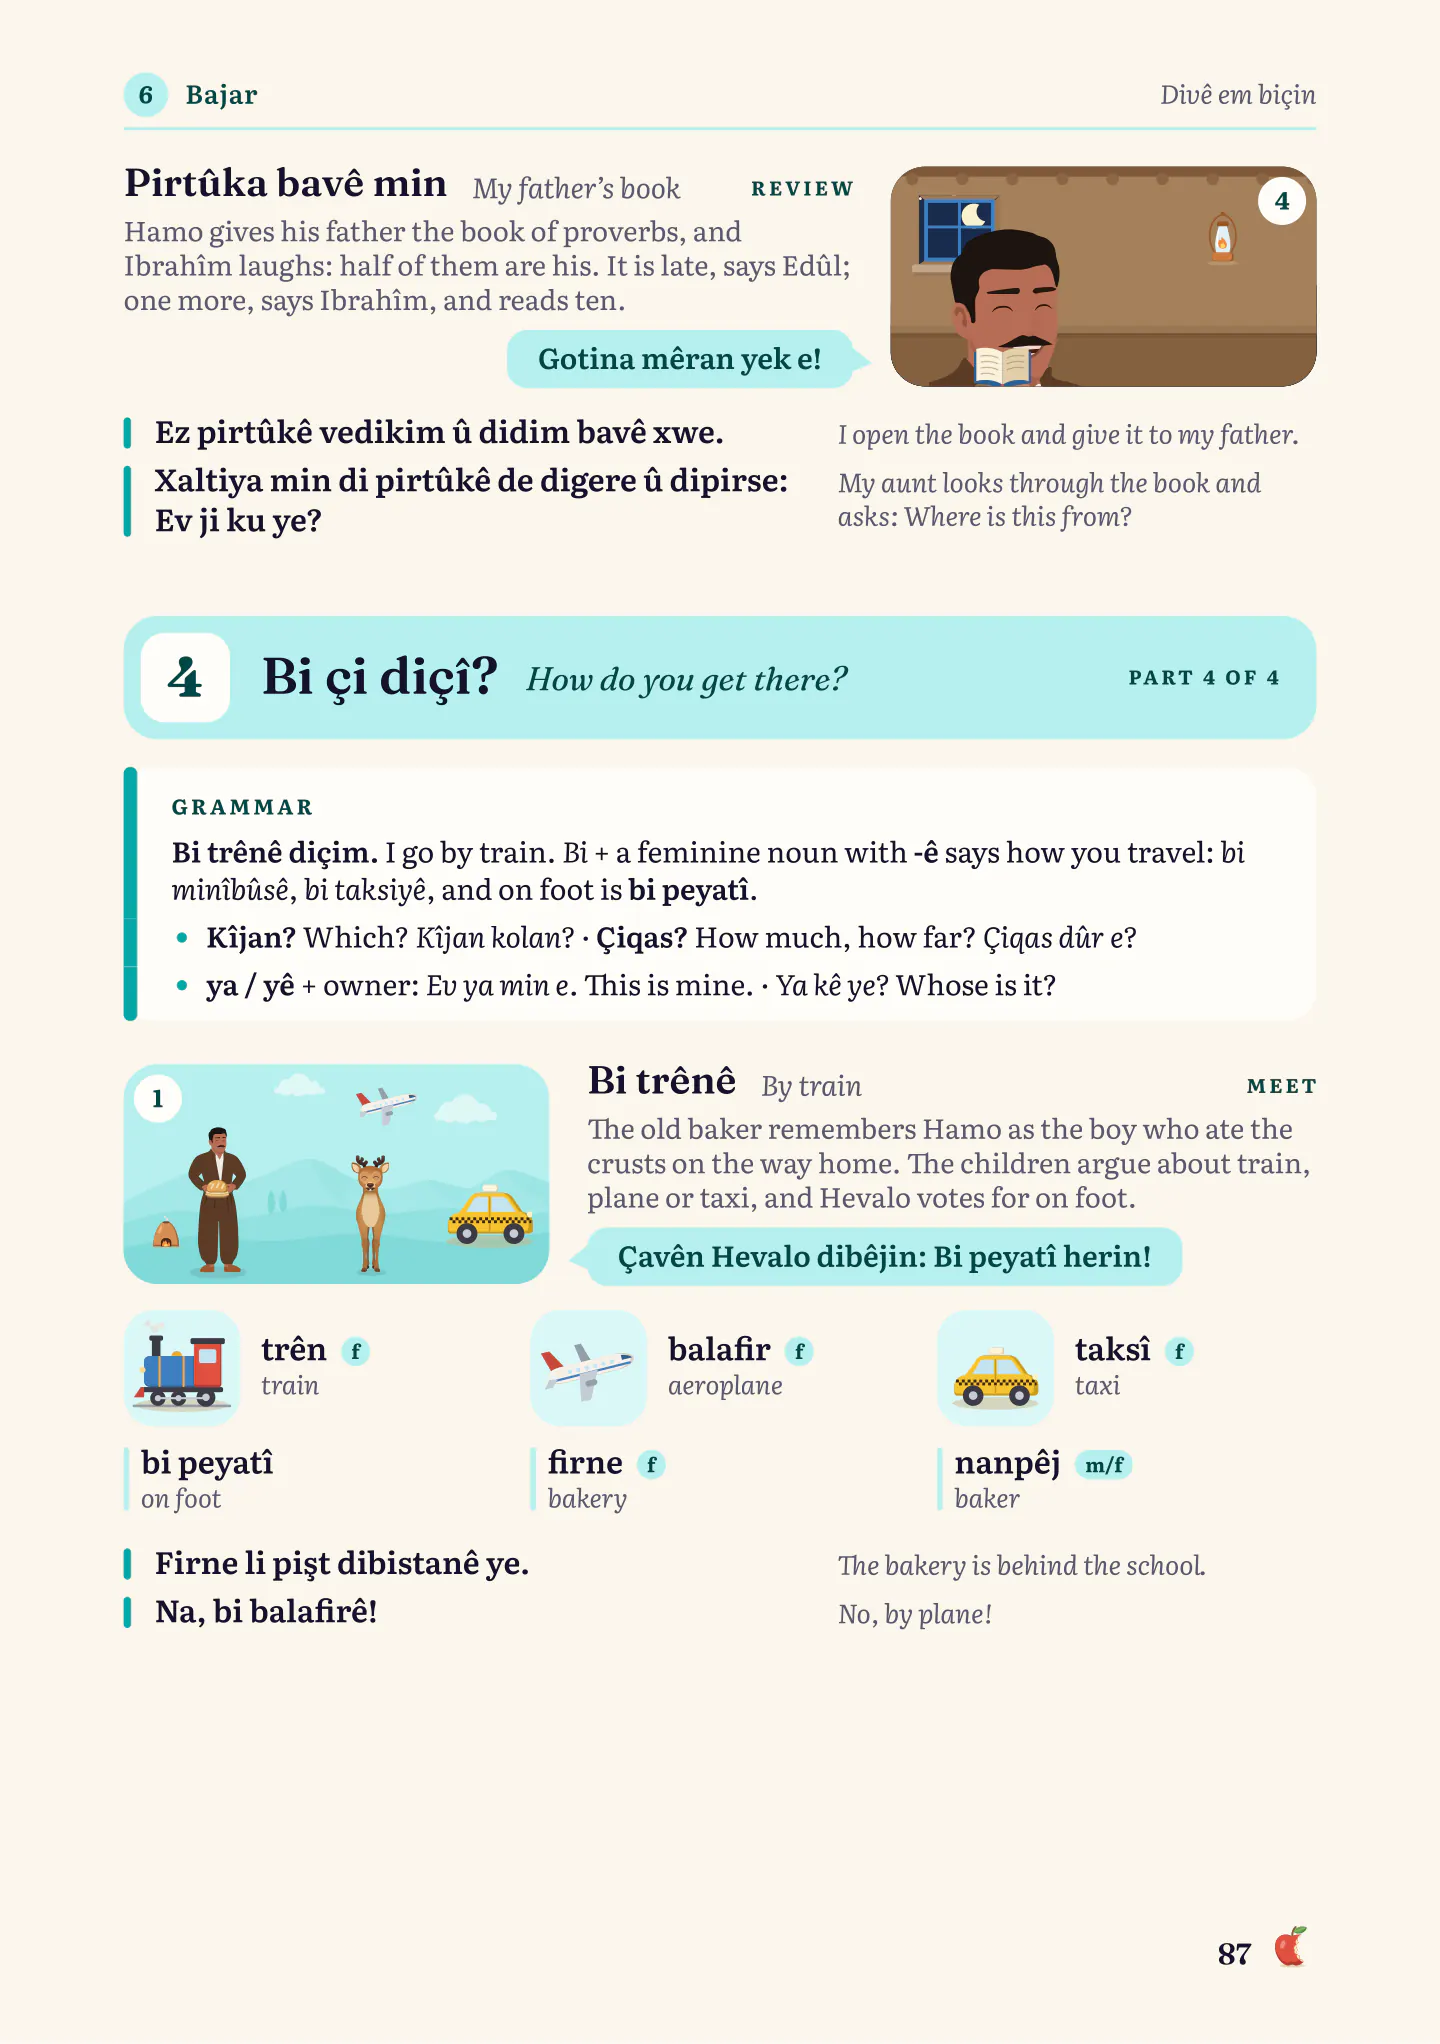 6 Bajar
Divê em biçin
Pirtûka bavê min My father’s book REVIEW
Hamo gives his father the book of proverbs, and
Ibrahîm laughs: half of them are his. It is late, says Edûl;
one more, says Ibrahîm, and reads ten.
Gotina mêran yek e!
4
Ez pirtûkê vedikim û didim bavê xwe.
I open the book and give it to my father.
Xaltiya min di pirtûkê de digere û dipirse:
Ev ji ku ye?
My aunt looks through the book and
asks: Where is this from?
4 Bi çi diçî? How do you get there? PART 4 OF 4
GRAMMAR
Bi trênê diçim. I go by train. Bi + a feminine noun with -ê says how you travel: bi
minîbûsê, bi taksiyê, and on foot is bi peyatî.
• Kîjan? Which? Kîjan kolan? · Çiqas? How much, how far? Çiqas dûr e?
• ya / yê + owner: Ev ya min e. This is mine. · Ya kê ye? Whose is it?
1
Bi trênê By train MEET
The old baker remembers Hamo as the boy who ate the
crusts on the way home. The children argue about train,
plane or taxi, and Hevalo votes for on foot.
Çavên Hevalo dibêjin: Bi peyatî herin!
trên f
train
balafir f
aeroplane
taksî f
taxi
bi peyatî
on foot
firne f
bakery
nanpêj m/f
baker
Firne li pişt dibistanê ye.
The bakery is behind the school.
Na, bi balafirê!
No, by plane!
87